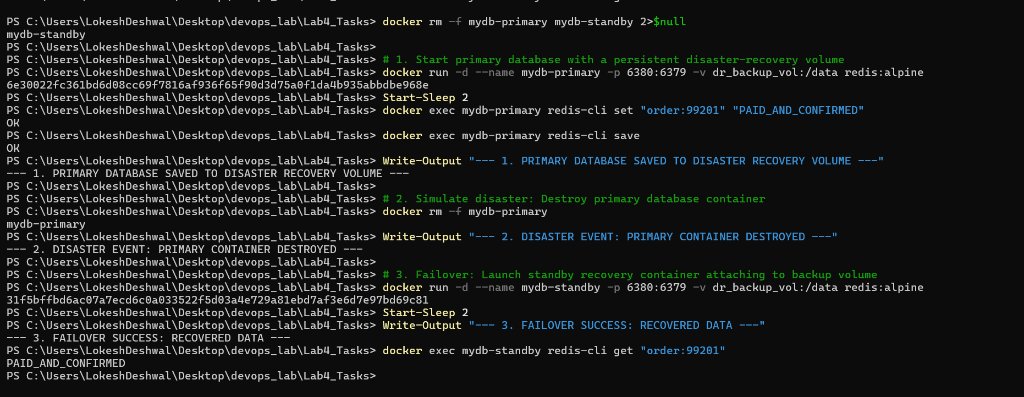 PS C:\Users\LokeshDeshwal\Desktop\devops_lab\Lab4_Tasks> docker rm -f mydb-primary mydb-standby 2>$null
mydb-standby
PS C:\Users\LokeshDeshwal\Desktop\devops_lab\Lab4_Tasks>
PS C:\Users\LokeshDeshwal\Desktop\devops_lab\Lab4_Tasks> # 1. Start primary database with a persistent disaster-recovery volume
PS C:\Users\LokeshDeshwal\Desktop\devops_lab\Lab4_Tasks> docker run -d --name mydb-primary -p 6380:6379 -v dr_backup_vol:/data redis:alpine
6e30022fc361bd6d08cc69f7816af936f65f90d3d75a0f1da4b935abbdbe968e
PS C:\Users\LokeshDeshwal\Desktop\devops_lab\Lab4_Tasks> Start-Sleep 2
PS C:\Users\LokeshDeshwal\Desktop\devops_lab\Lab4_Tasks> docker exec mydb-primary redis-cli set "order:99201" "PAID_AND_CONFIRMED"
OK
PS C:\Users\LokeshDeshwal\Desktop\devops_lab\Lab4_Tasks> docker exec mydb-primary redis-cli save
OK
PS C:\Users\LokeshDeshwal\Desktop\devops_lab\Lab4_Tasks> Write-Output "--- 1. PRIMARY DATABASE SAVED TO DISASTER RECOVERY VOLUME ---"
--- 1. PRIMARY DATABASE SAVED TO DISASTER RECOVERY VOLUME ---
PS C:\Users\LokeshDeshwal\Desktop\devops_lab\Lab4_Tasks>
PS C:\Users\LokeshDeshwal\Desktop\devops_lab\Lab4_Tasks> # 2. Simulate disaster: Destroy primary database container
PS C:\Users\LokeshDeshwal\Desktop\devops_lab\Lab4_Tasks> docker rm -f mydb-primary
mydb-primary
PS C:\Users\LokeshDeshwal\Desktop\devops_lab\Lab4_Tasks> Write-Output "--- 2. DISASTER EVENT: PRIMARY CONTAINER DESTROYED ---"
--- 2. DISASTER EVENT: PRIMARY CONTAINER DESTROYED ---
PS C:\Users\LokeshDeshwal\Desktop\devops_lab\Lab4_Tasks>
PS C:\Users\LokeshDeshwal\Desktop\devops_lab\Lab4_Tasks> # 3. Failover: Launch standby recovery container attaching to backup volume
PS C:\Users\LokeshDeshwal\Desktop\devops_lab\Lab4_Tasks> docker run -d --name mydb-standby -p 6380:6379 -v dr_backup_vol:/data redis:alpine
31f5bffbd6ac07a7ecd6c0a033522f5d03a4e729a81ebd7af3e6d7e97bd69c81
PS C:\Users\LokeshDeshwal\Desktop\devops_lab\Lab4_Tasks> Start-Sleep 2
PS C:\Users\LokeshDeshwal\Desktop\devops_lab\Lab4_Tasks> Write-Output "--- 3. FAILOVER SUCCESS: RECOVERED DATA ---"
--- 3. FAILOVER SUCCESS: RECOVERED DATA ---
PS C:\Users\LokeshDeshwal\Desktop\devops_lab\Lab4_Tasks> docker exec mydb-standby redis-cli get "order:99201"
PAID_AND_CONFIRMED
PS C:\Users\LokeshDeshwal\Desktop\devops_lab\Lab4_Tasks>